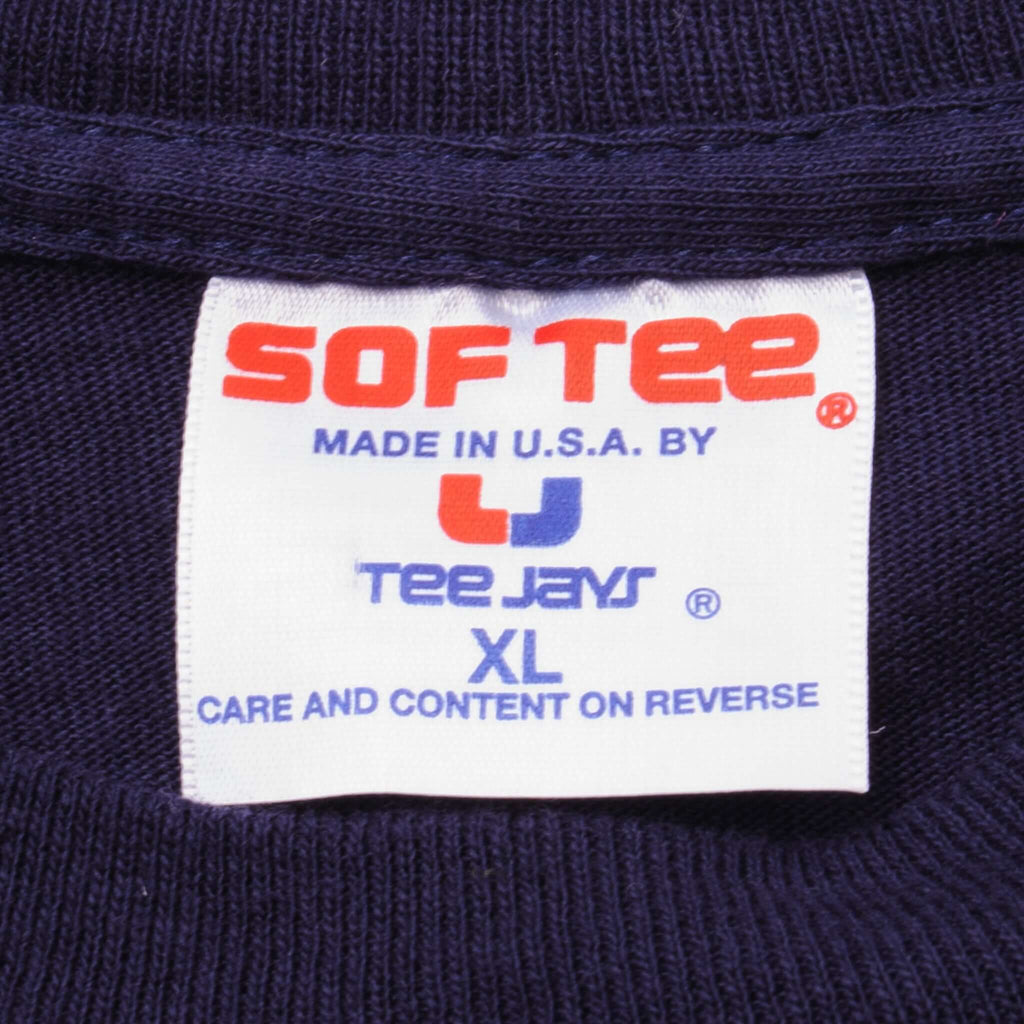 SOF TEE ®
MADE IN U.S.A. BY
TEE JAYS ®
XL
CARE AND CONTENT ON REVERSE